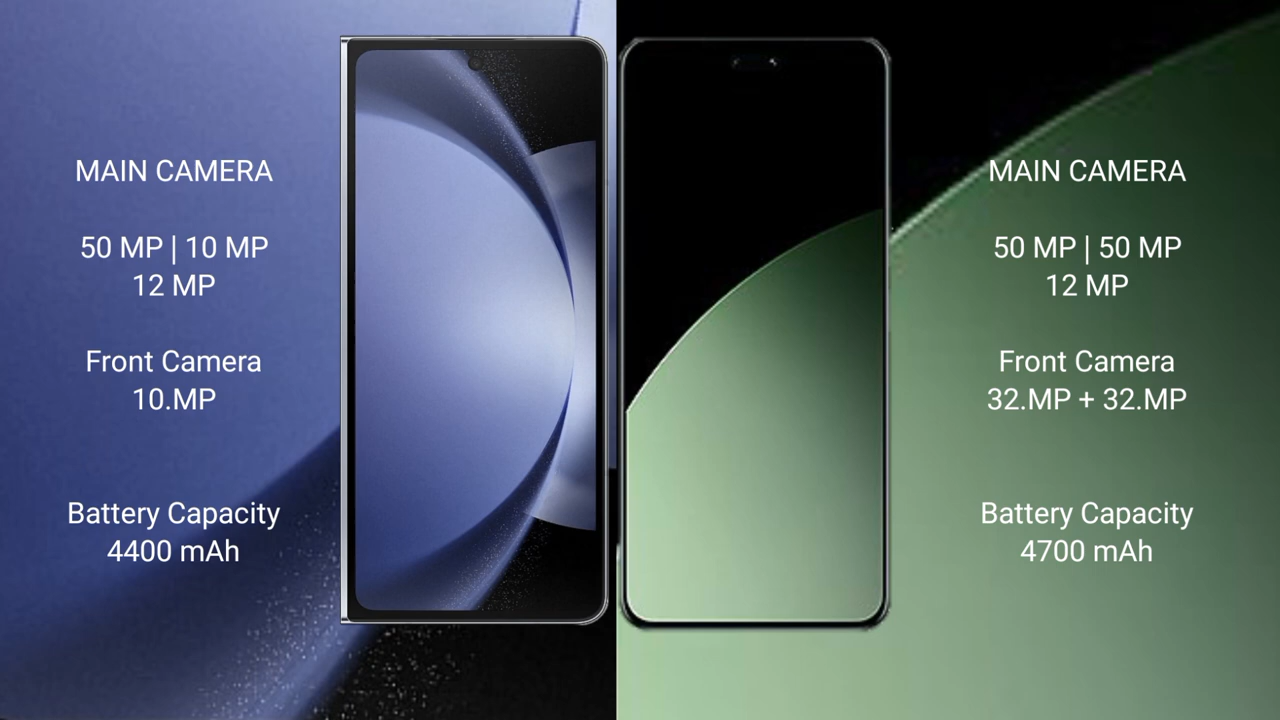 MAIN CAMERA
50 MP | 10 MP
12 MP
Front Camera
10.MP
Battery Capacity
4400 mAh
MAIN CAMERA
50 MP | 50 MP
12 MP
Front Camera
32.MP + 32.MP
Battery Capacity
4700 mAh